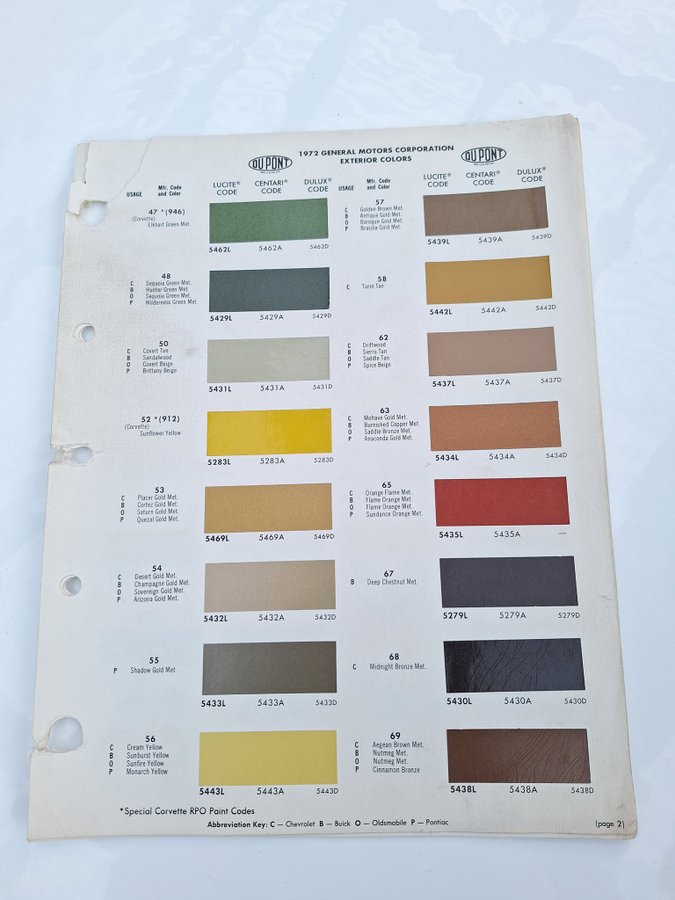 1972 GENERAL MOTORS CORPORATION
EXTERIOR COLORS
DU PONT
DU PONT
USAGE
Mfr. Code
and Color
LUCITE®
CODE
CENTARI®
CODE
DULUX®
CODE
47 *(946)
(Corvette)
Elkhart Green Met.
5462L 5462A 5462D
48
C Sequoia Green Met.
B Hunter Green Met.
O Sequoia Green Met.
P Wilderness Green Met.
5429L 5429A 5429D
50
C Covert Tan
B Sandalwood
O Covert Beige
P Brittany Beige
5431L 5431A 5431D
52 *(912)
(Corvette)
Sunflower Yellow
5283L 5283A 5283D
53
C Placer Gold Met.
B Cortez Gold Met.
O Saturn Gold Met.
P Quezal Gold Met.
5469L 5469A 5469D
54
C Desert Gold Met.
B Champagne Gold Met.
O Sovereign Gold Met.
P Arizona Gold Met.
5432L 5432A 5432D
55
P Shadow Gold Met.
5433L 5433A 5433D
56
C Cream Yellow
B Sunburst Yellow
O Sunfire Yellow
P Monarch Yellow
5443L 5443A 5443D
USAGE
Mfr. Code
and Color
LUCITE®
CODE
CENTARI®
CODE
DULUX®
CODE
57
C Golden Brown Met.
B Antique Gold Met.
O Baroque Gold Met.
P Brasilia Gold Met.
5439L 5439A 5439D
58
C Turin Tan
5442L 5442A 5442D
62
C Driftwood
B Sierra Tan
O Saddle Tan
P Spice Beige
5437L 5437A 5437D
63
C Mohave Gold Met.
B Burnished Copper Met.
O Saddle Bronze Met.
P Anaconda Gold Met.
5434L 5434A 5434D
65
C Orange Flame Met.
B Flame Orange Met.
O Flame Orange Met.
P Sundance Orange Met.
5435L 5435A —
67
B Deep Chestnut Met.
5279L 5279A 5279D
68
C Midnight Bronze Met.
5430L 5430A 5430D
69
C Aegean Brown Met.
B Nutmeg Met.
O Nutmeg Met.
P Cinnamon Bronze
5438L 5438A 5438D
*Special Corvette RPO Paint Codes
Abbreviation Key: C — Chevrolet B — Buick O — Oldsmobile P — Pontiac
(page 2)